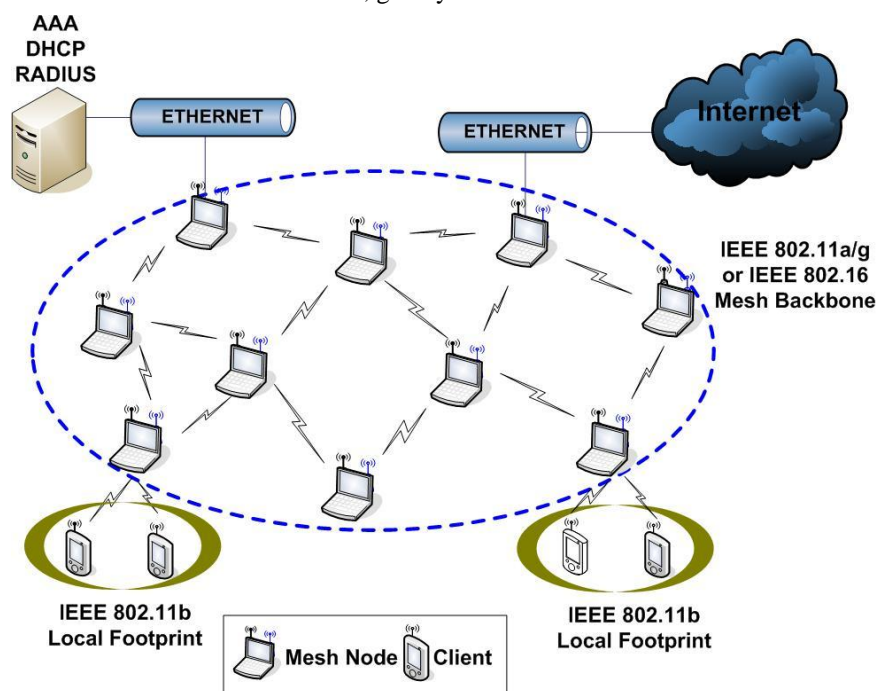 AAA
DHCP
RADIUS
ETHERNET
ETHERNET
Internet
IEEE 802.11a/g
or IEEE 802.16
Mesh Backbone
IEEE 802.11b
Local Footprint
IEEE 802.11b
Local Footprint
Mesh Node
Client